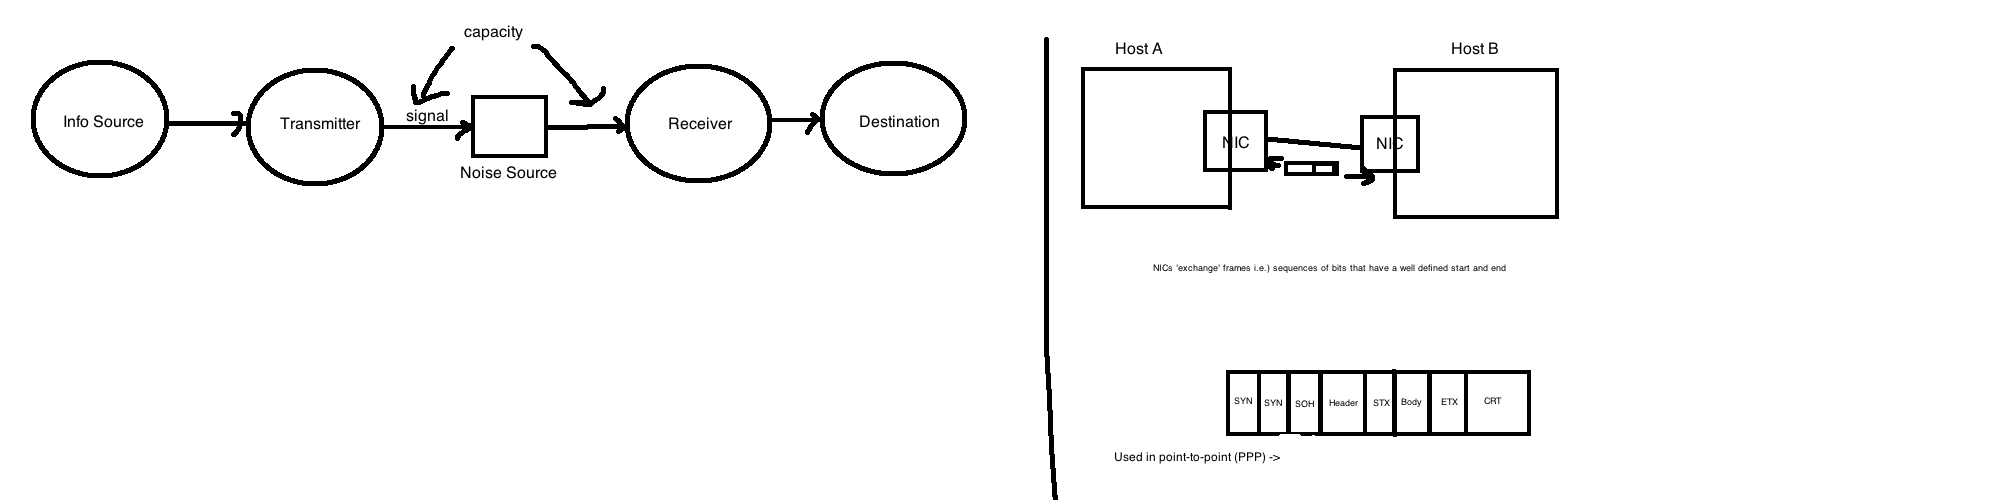 capacity
Info Source
Transmitter
signal
Noise Source
Receiver
Destination
Host A
Host B
NIC
NIC
NICs 'exchange' frames i.e.) sequences of bits that have a well defined start and end
SYN
SYN
SOH
Header
STX
Body
ETX
CRT
Used in point-to-point (PPP) ->